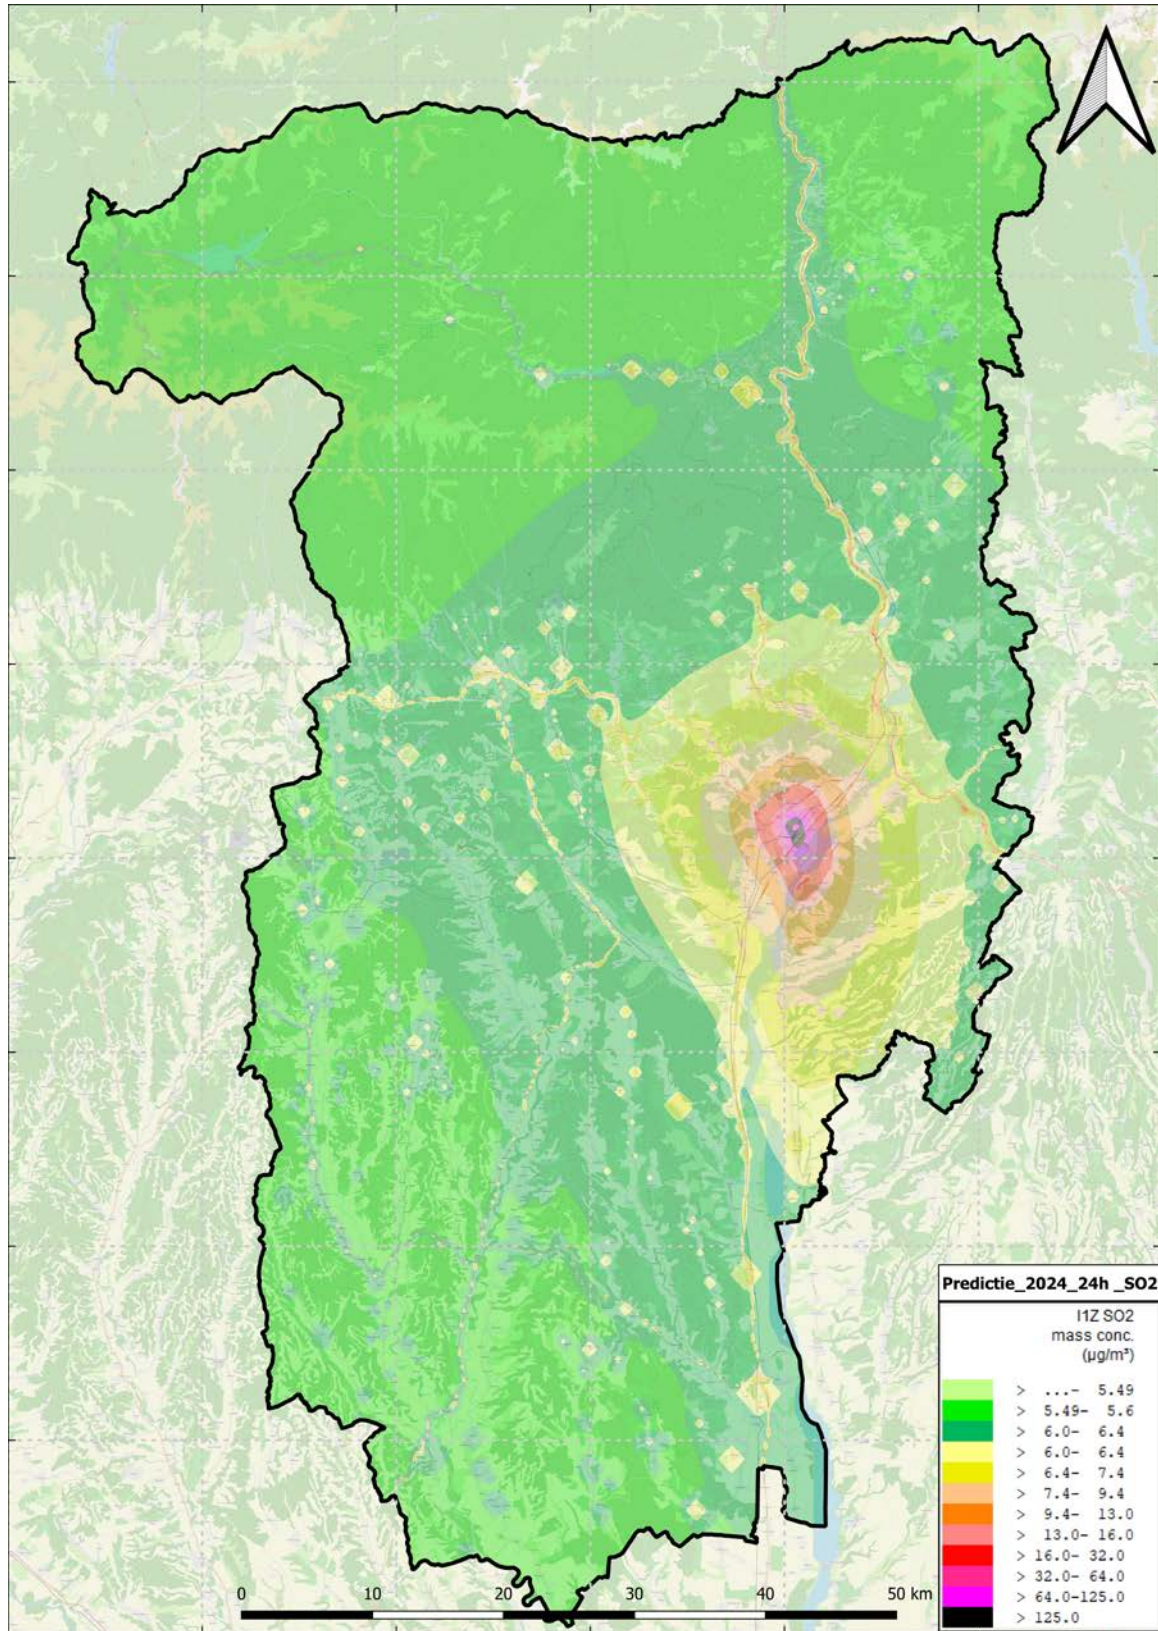 Predictie_2024_24h _SO2
I1Z SO2
mass conc.
(µg/m³)
> ...- 5.49
> 5.49- 5.6
> 6.0- 6.4
> 6.0- 6.4
> 6.4- 7.4
> 7.4- 9.4
> 9.4- 13.0
> 13.0- 16.0
> 16.0- 32.0
> 32.0- 64.0
> 64.0-125.0
> 125.0
0 10 20 30 40 50 km